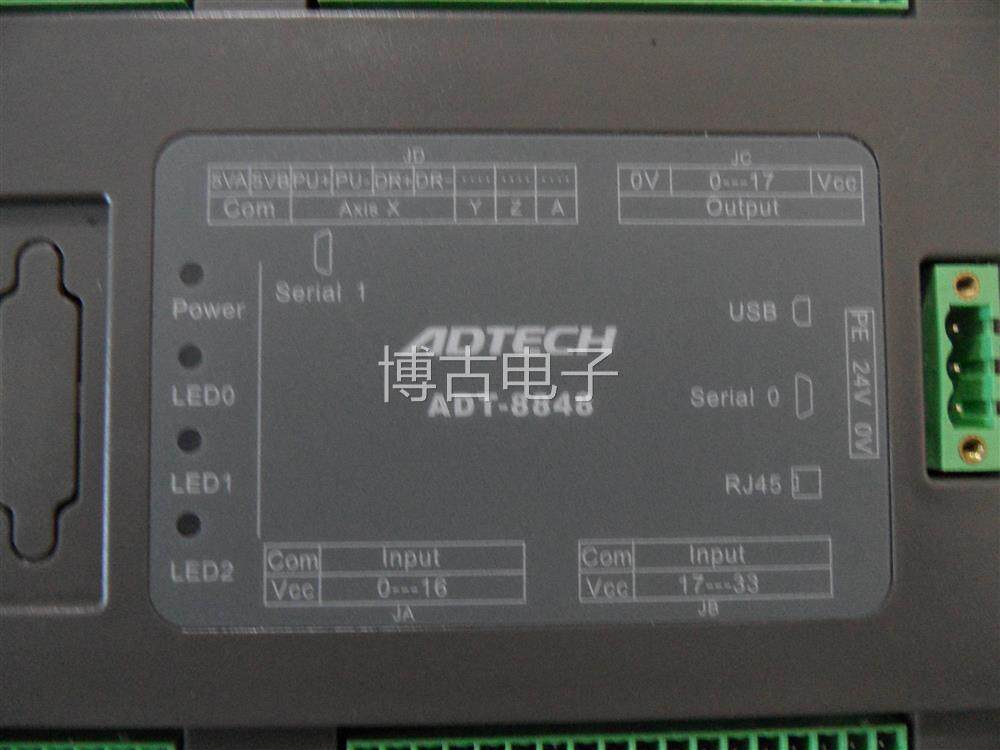 JD
5VA 5VB PU+ PU- DR+ DR- ---- ---- ----
Com Axis X Y Z A
JC
0V 0---17 Vcc
Output
Serial 1
Power
LED0
LED1
LED2
ADTECH
博古电子
ADT-8848
USB
Serial 0
RJ45
PE 24V 0V
Com Input
Vcc 0---16
JA
Com Input
Vcc 17---33
JB